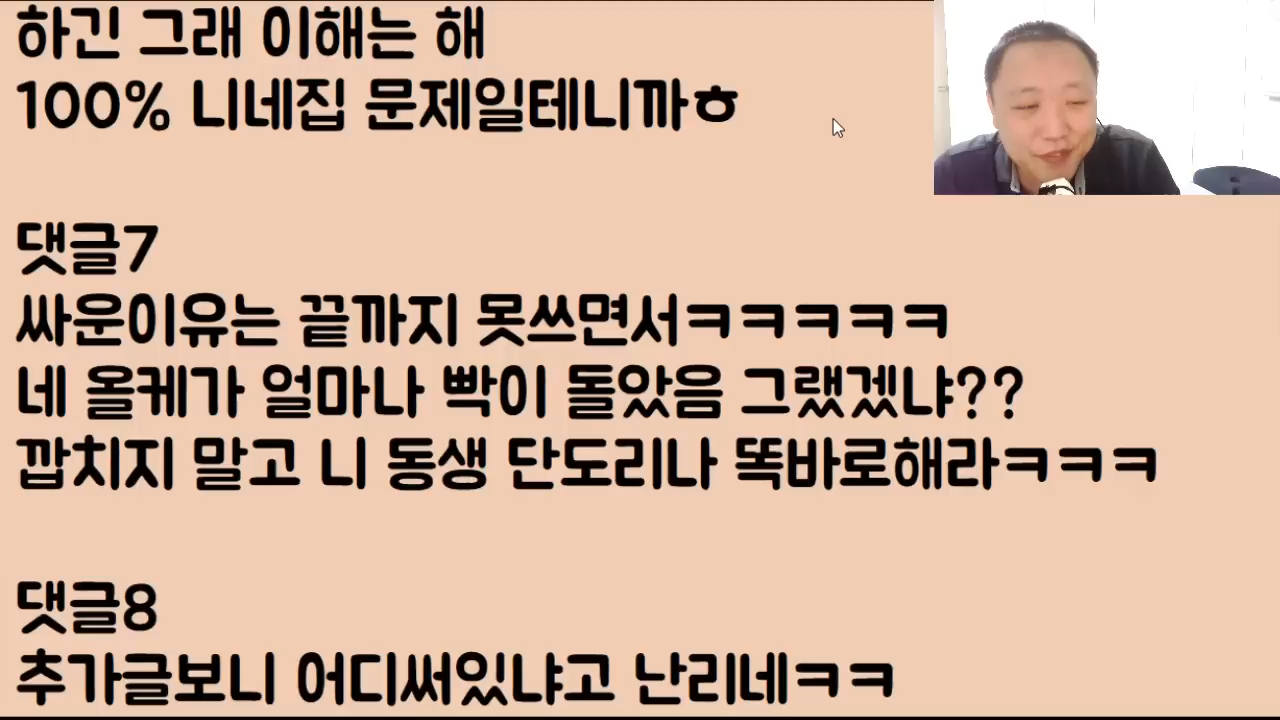 하긴 그래 이해는 해
100% 니네집 문제일테니까ㅎ
댓글7
싸운이유는 끝까지 못쓰면서ㅋㅋㅋㅋㅋ
네 올케가 얼마나 빡이 돌았음 그랬겠냐??
깝치지 말고 니 동생 단도리나 똑바로해라ㅋㅋㅋ
댓글8
추가글보니 어디써있냐고 난리네ㅋㅋ